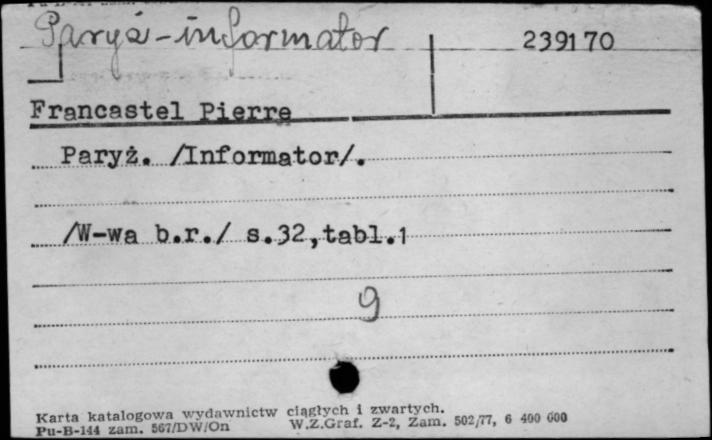 Paryż-informator 239170
Francastel Pierre
Paryż. /Informator/.
/W-wa b.r./ s.32,tabl.1
9
Karta katalogowa wydawnictw ciągłych i zwartych.
Pu-B-144 zam. 567/DW/On W.Z.Graf. Z-2, Zam. 502/77, 6 400 000